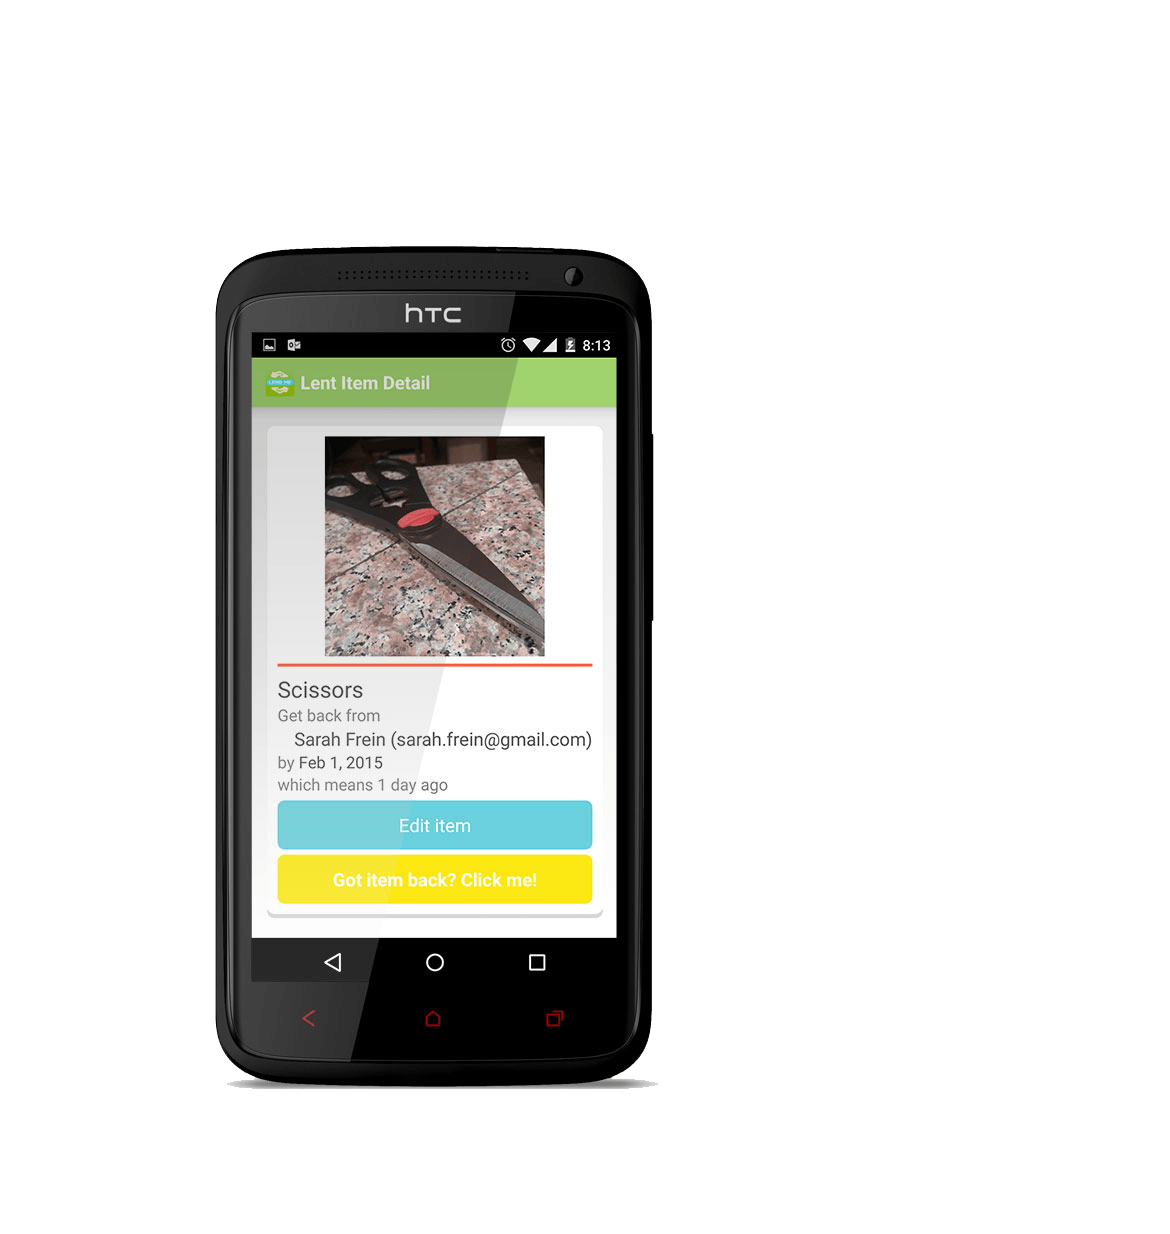 hTC
8:13
Lent Item Detail
Scissors
Get back from
Sarah Frein (sarah.frein@gmail.com)
by Feb 1, 2015
which means 1 day ago
Edit item
Got item back? Click me!